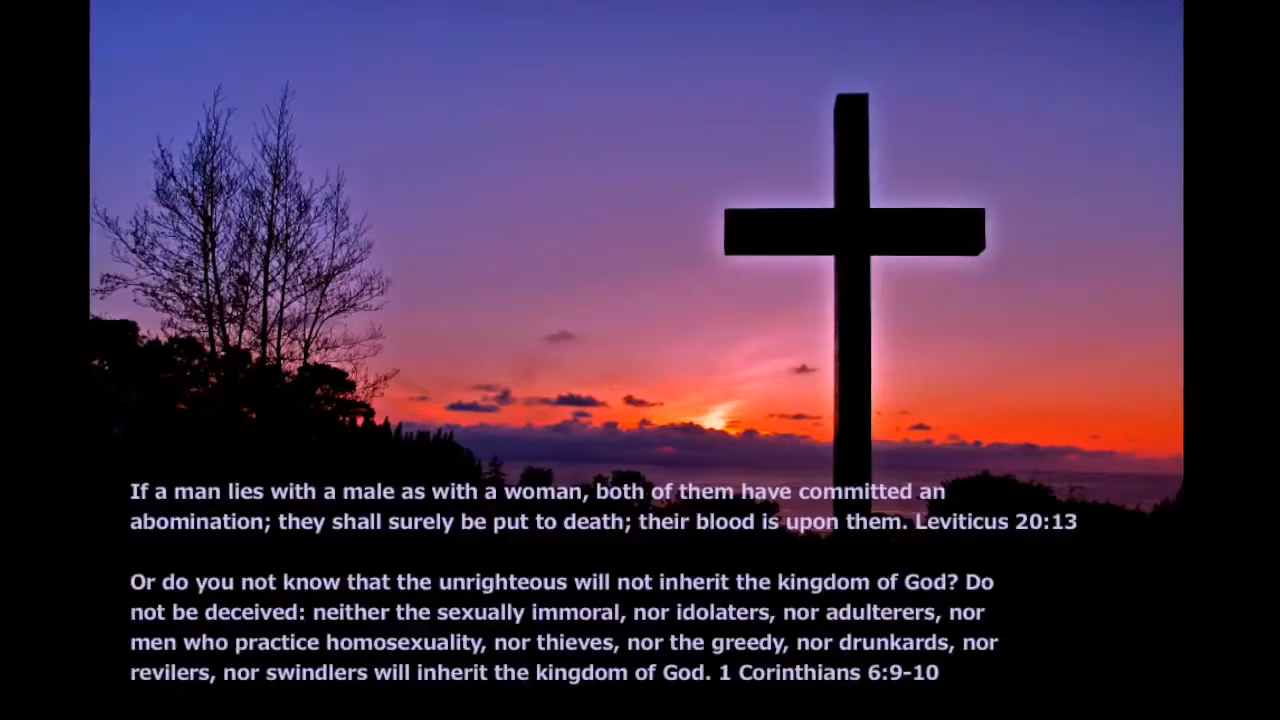 If a man lies with a male as with a woman, both of them have committed an
abomination; they shall surely be put to death; their blood is upon them. Leviticus 20:13
Or do you not know that the unrighteous will not inherit the kingdom of God? Do
not be deceived: neither the sexually immoral, nor idolaters, nor adulterers, nor
men who practice homosexuality, nor thieves, nor the greedy, nor drunkards, nor
revilers, nor swindlers will inherit the kingdom of God. 1 Corinthians 6:9-10